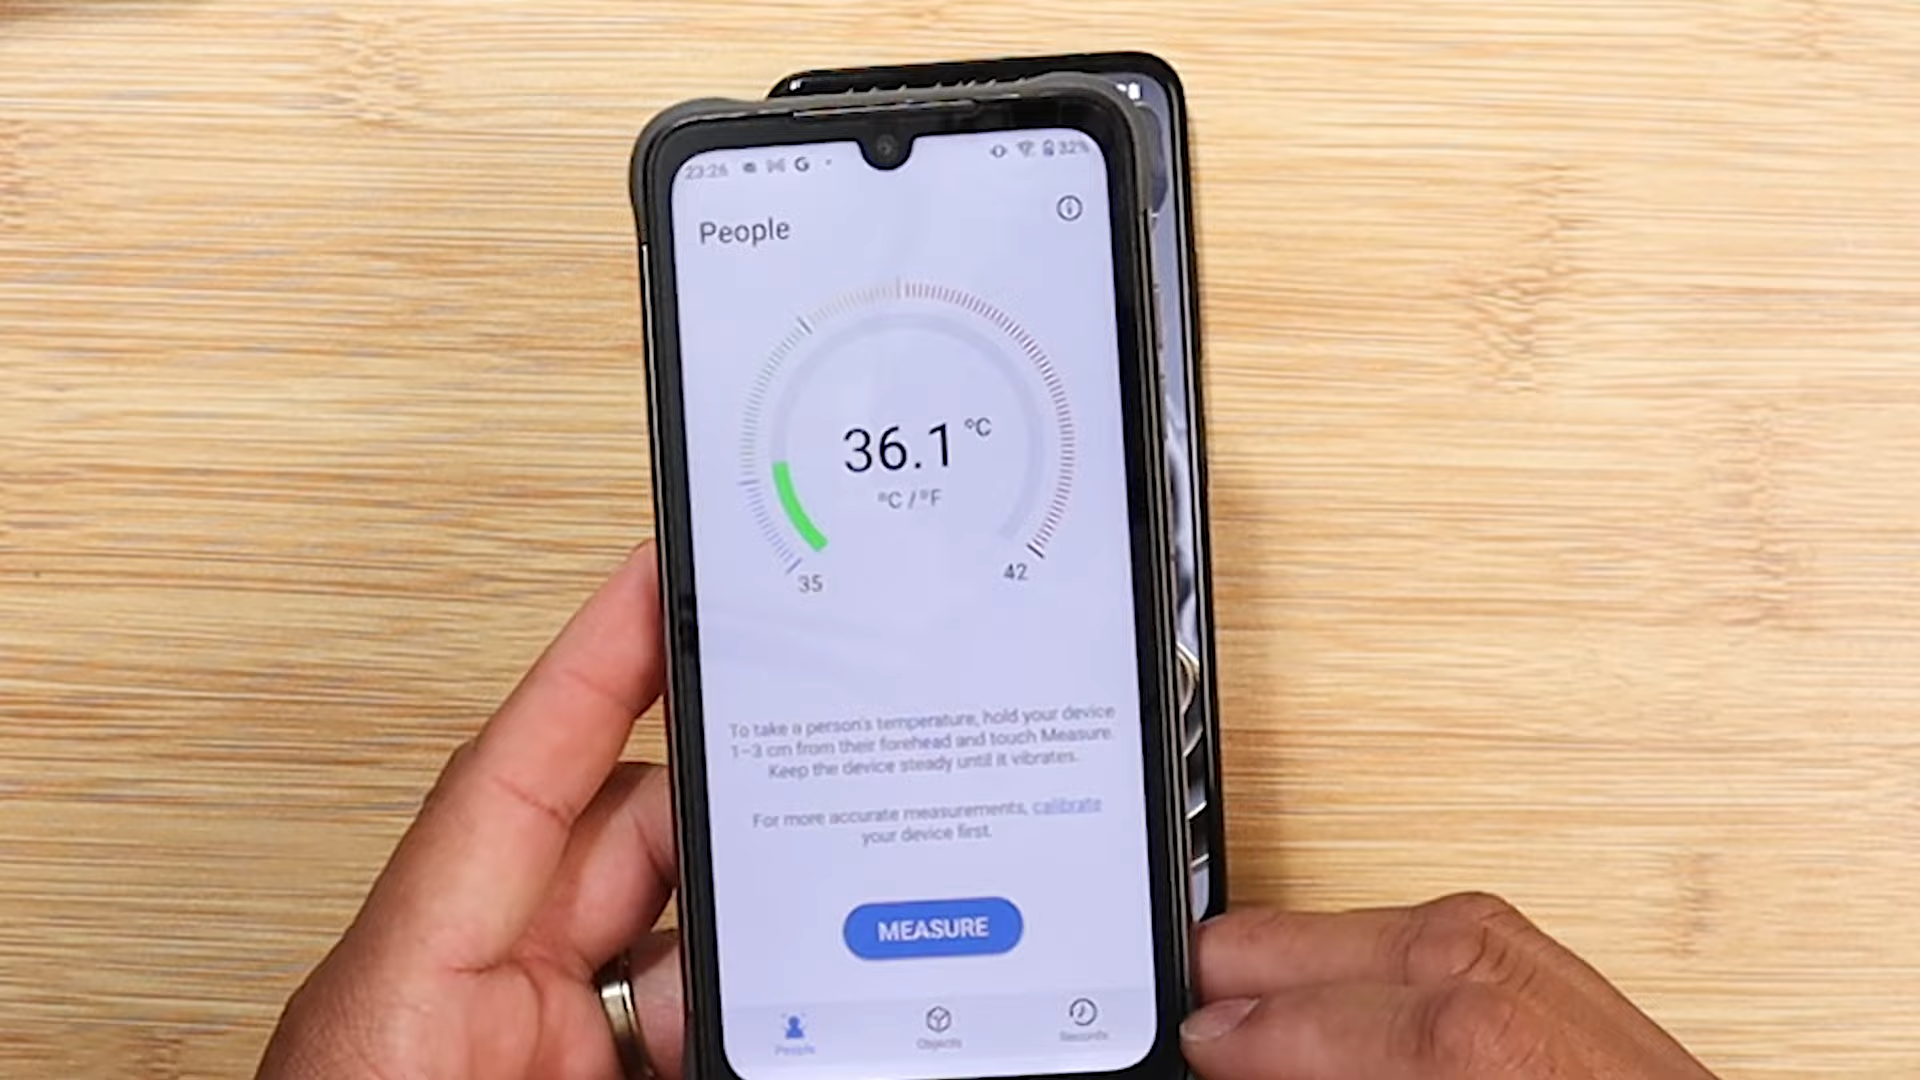 23:26 G 32%
People
36.1 °C
°C / °F
35 42
To take a person's temperature, hold your device
1–3 cm from their forehead and touch Measure.
Keep the device steady until it vibrates.
For more accurate measurements, calibrate
your device first.
MEASURE
People Objects Records